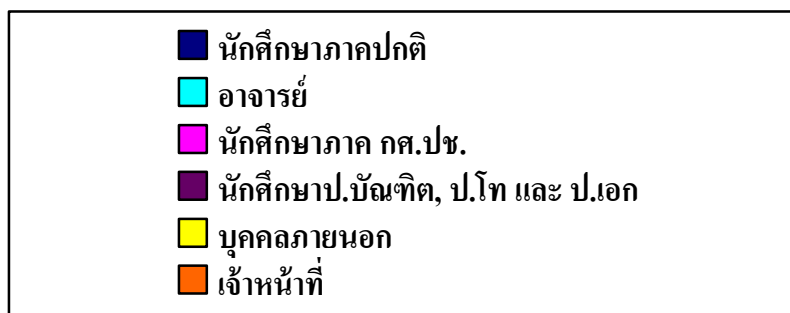 นักศึกษาภาคปกติ
อาจารย์
นักศึกษาภาค กศ.ปช.
นักศึกษาป.บัณฑิต, ป.โท และ ป.เอก
บุคคลภายนอก
เจ้าหน้าที่